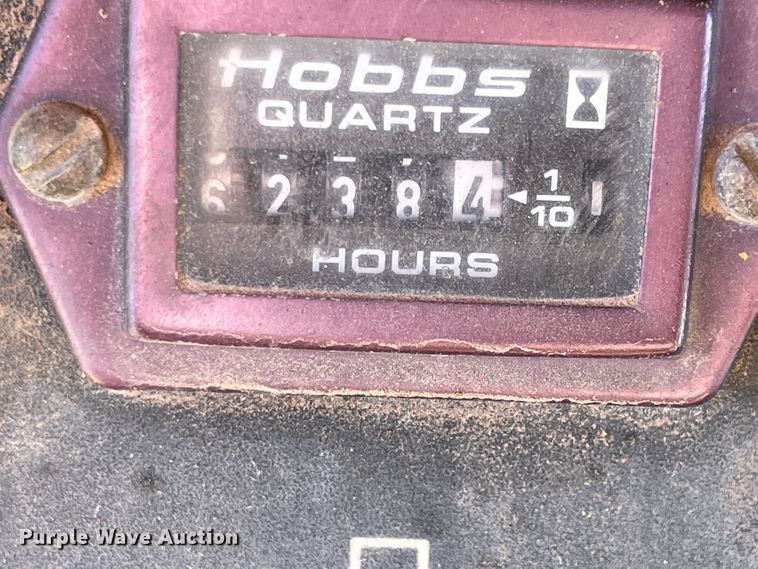 Hobbs
QUARTZ
6 2 3 8 4 ◄ 1/10
HOURS
Purple Wave Auction